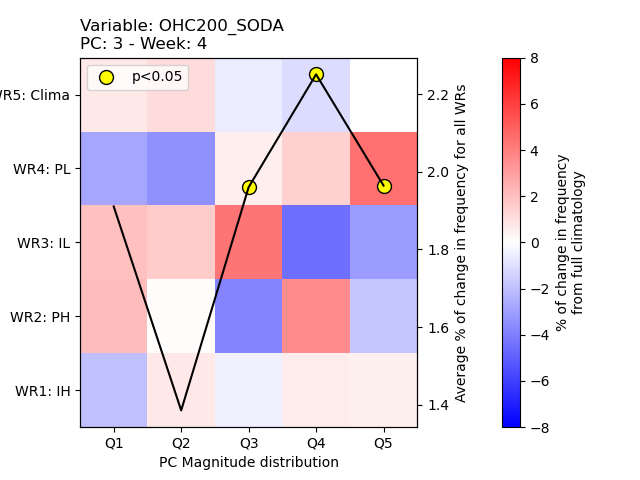 Variable: OHC200_SODA
PC: 3 - Week: 4
p<0.05
WR5: Clima
WR4: PL
WR3: IL
WR2: PH
WR1: IH
Q1 Q2 Q3 Q4 Q5
PC Magnitude distribution
2.2
2.0
1.8
1.6
1.4
Average % of change in frequency for all WRs
8
6
4
2
0
−2
−4
−6
−8
% of change in frequency
from full climatology